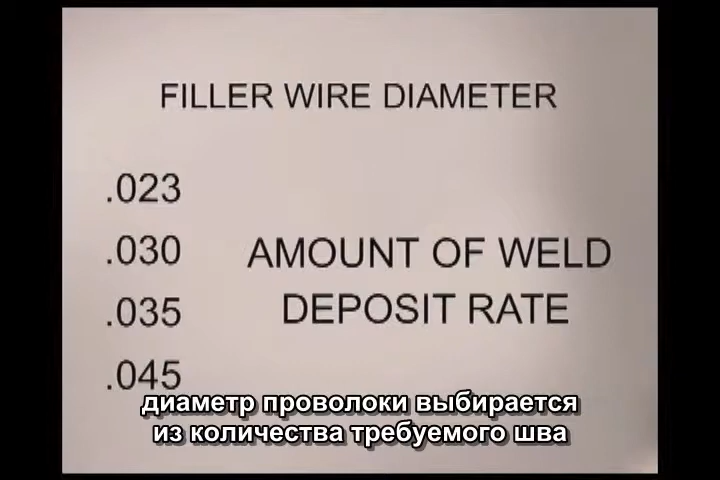 FILLER WIRE DIAMETER
.023
.030
.035
.045
AMOUNT OF WELD
DEPOSIT RATE
диаметр проволоки выбирается
из количества требуемого шва